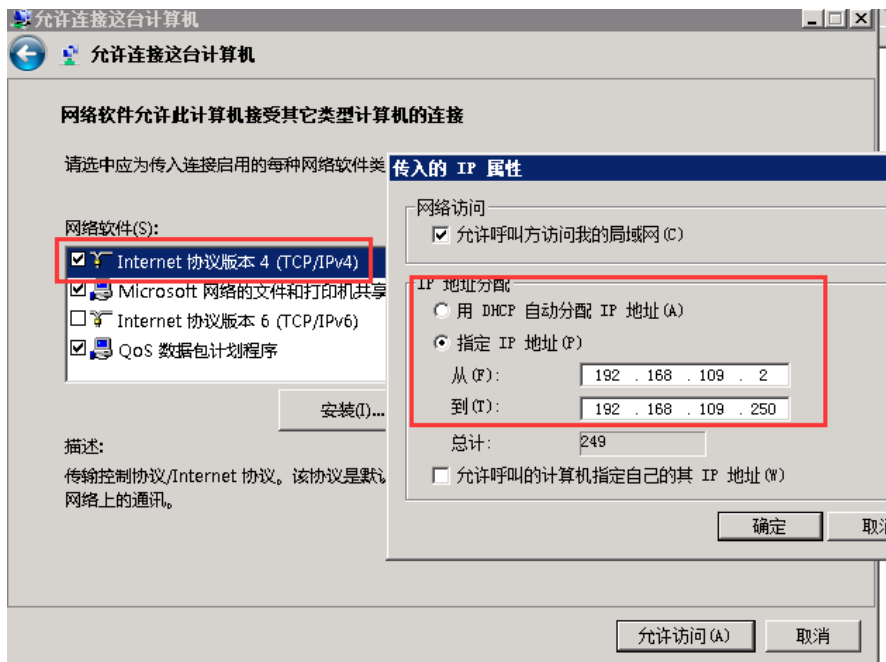 允许连接这台计算机
允许连接这台计算机
网络软件允许此计算机接受其它类型计算机的连接
请选中应为传入连接启用的每种网络软件类
网络软件(S):
Internet 协议版本 4 (TCP/IPv4)
Microsoft 网络的文件和打印机共享
Internet 协议版本 6 (TCP/IPv6)
QoS 数据包计划程序
安装(I)...
描述:
传输控制协议/Internet 协议。该协议是默认
网络上的通讯。
传入的 IP 属性
网络访问
允许呼叫方访问我的局域网(C)
IP 地址分配
用 DHCP 自动分配 IP 地址(A)
指定 IP 地址(P)
从(F): 192 . 168 . 109 . 2
到(T): 192 . 168 . 109 . 250
总计: 249
允许呼叫的计算机指定自己的其 IP 地址(W)
确定 取消
允许访问(A) 取消